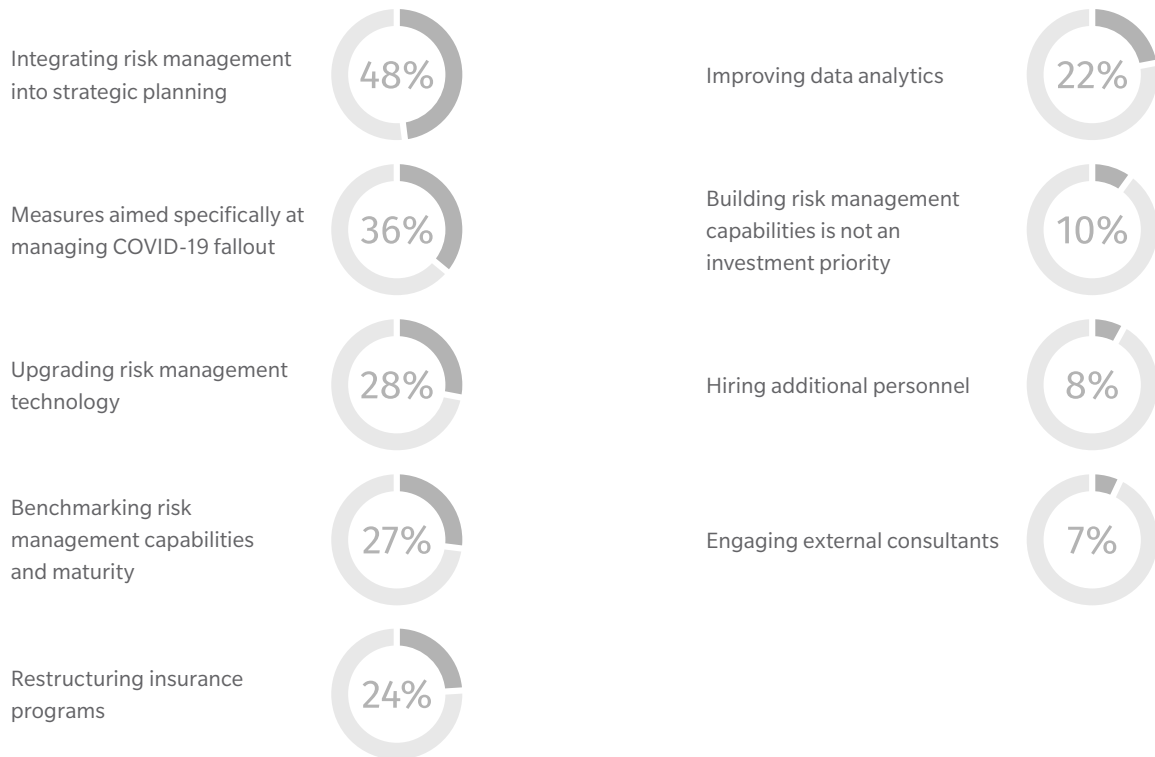 Integrating risk management
into strategic planning
48%
Measures aimed specifically at
managing COVID-19 fallout
36%
Upgrading risk management
technology
28%
Benchmarking risk
management capabilities
and maturity
27%
Restructuring insurance
programs
24%
Improving data analytics
22%
Building risk management
capabilities is not an
investment priority
10%
Hiring additional personnel
8%
Engaging external consultants
7%